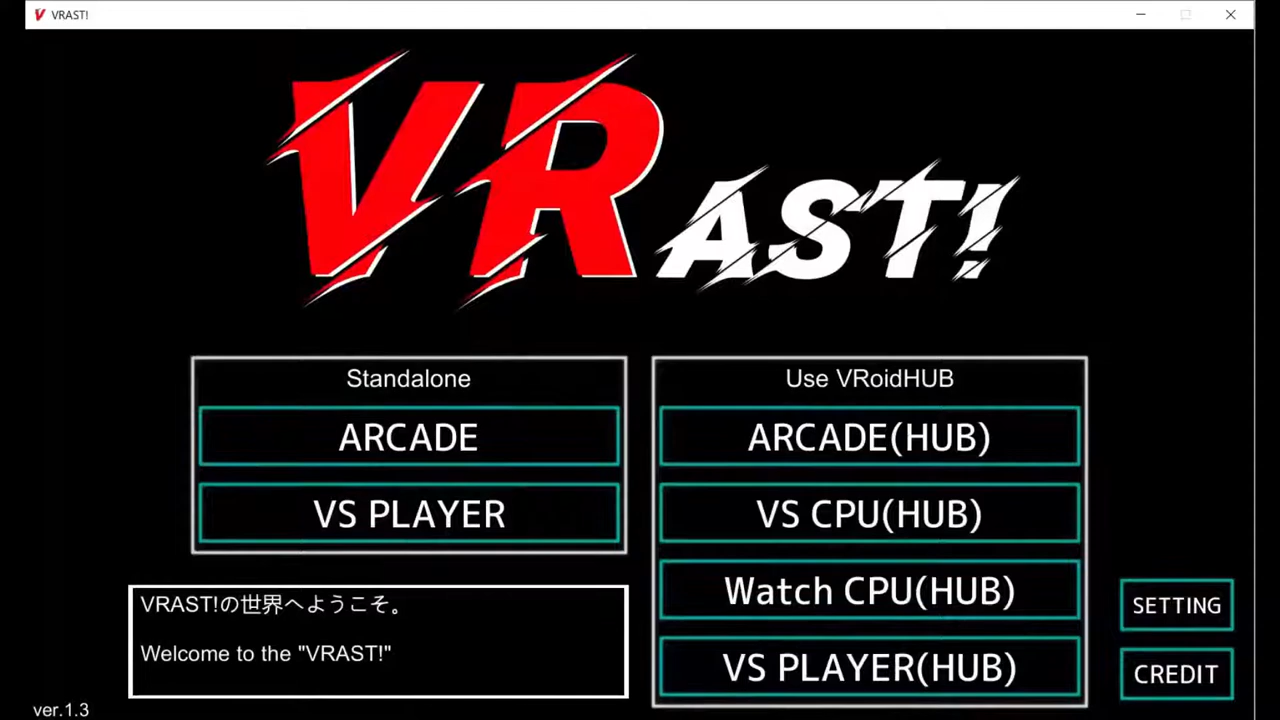 VRAST!
VRAST!
Standalone
ARCADE
VS PLAYER
Use VRoidHUB
ARCADE(HUB)
VS CPU(HUB)
Watch CPU(HUB)
VS PLAYER(HUB)
VRAST!の世界へようこそ。
Welcome to the "VRAST!"
SETTING
CREDIT
ver.1.3